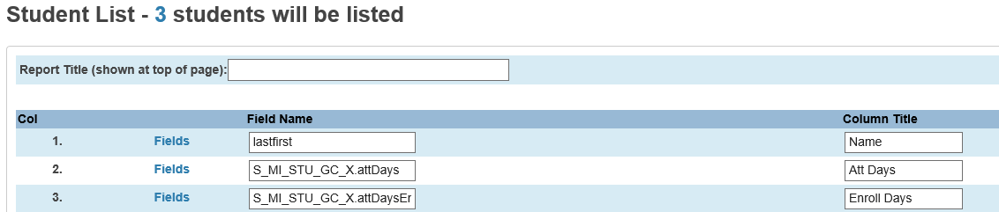 Student List - 3 students will be listed
Report Title (shown at top of page):
Col Field Name Column Title
1. Fields lastfirst Name
2. Fields S_MI_STU_GC_X.attDays Att Days
3. Fields S_MI_STU_GC_X.attDaysEr Enroll Days